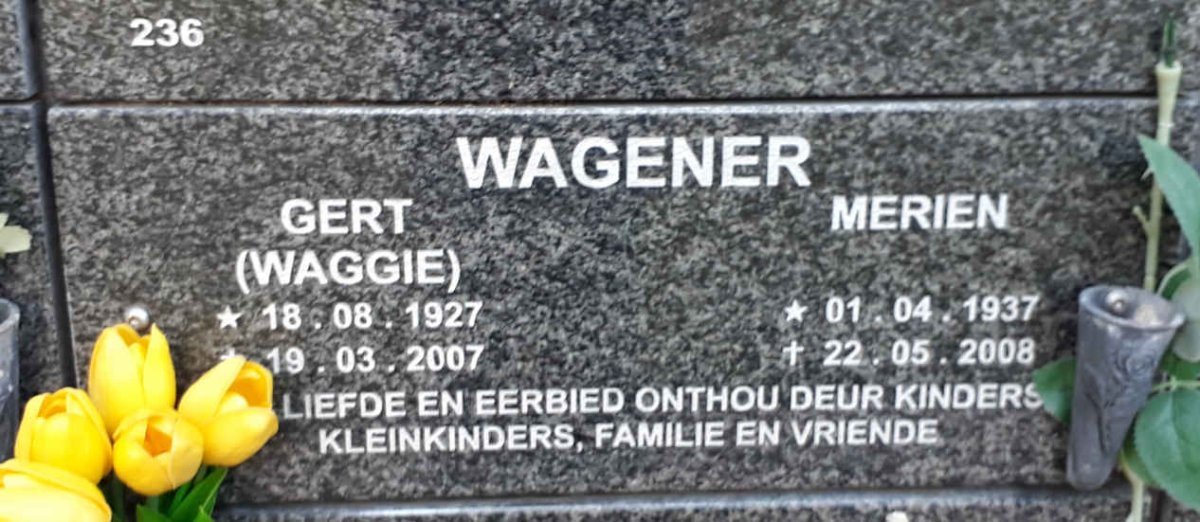 236
WAGENER
GERT MERIEN
(WAGGIE)
★ 18 . 08 . 1927 ★ 01 . 04 . 1937
✝ 19 . 03 . 2007 ✝ 22 . 05 . 2008
LIEFDE EN EERBIED ONTHOU DEUR KINDERS
KLEINKINDERS, FAMILIE EN VRIENDE